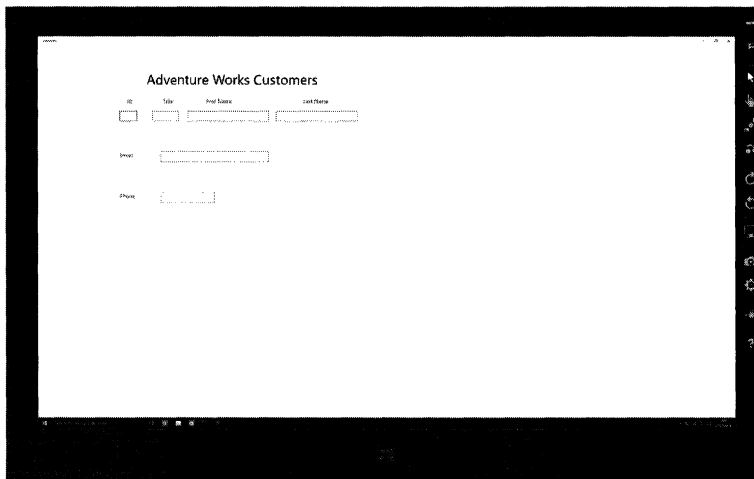 Adventure Works Customers
ID Title First Name Last Name
Email
Phone